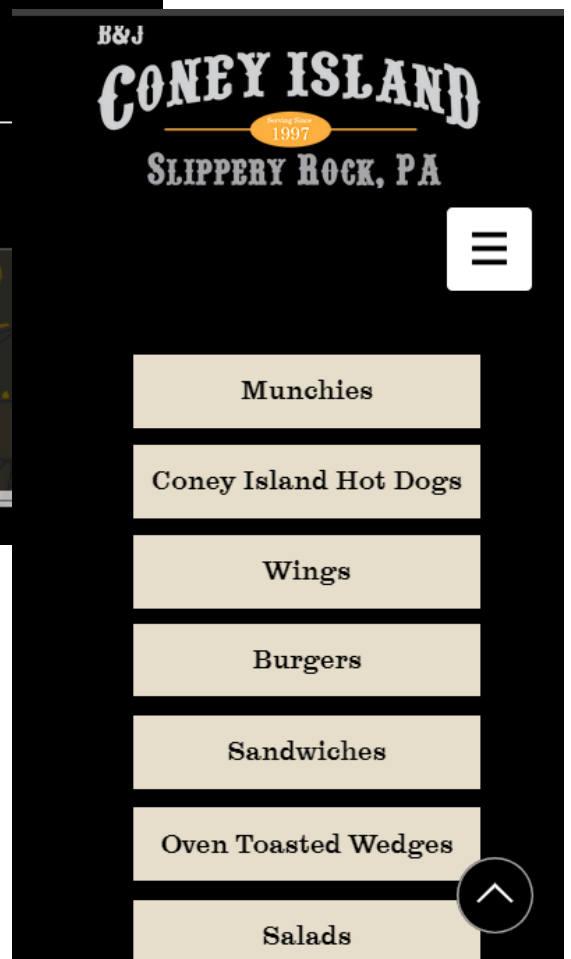 B&J
CONEY ISLAND
Serving Since
1997
SLIPPERY ROCK, PA
Munchies
Coney Island Hot Dogs
Wings
Burgers
Sandwiches
Oven Toasted Wedges
Salads